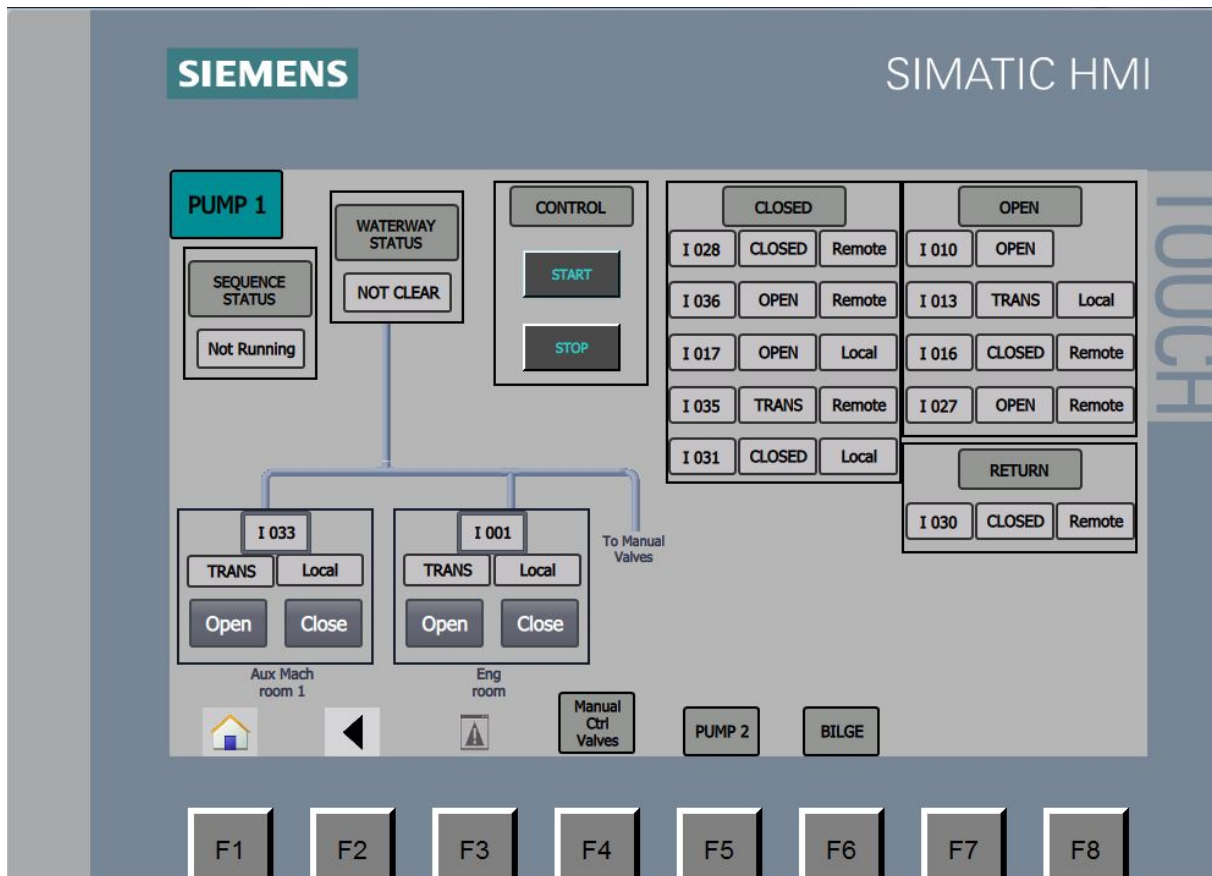 SIEMENS
SIMATIC HMI
TOUCH
PUMP 1
SEQUENCE
STATUS
Not Running
WATERWAY
STATUS
NOT CLEAR
CONTROL
START
STOP
CLOSED
I 028 CLOSED Remote
I 036 OPEN Remote
I 017 OPEN Local
I 035 TRANS Remote
I 031 CLOSED Local
OPEN
I 010 OPEN
I 013 TRANS Local
I 016 CLOSED Remote
I 027 OPEN Remote
RETURN
I 030 CLOSED Remote
I 033
TRANS Local
Open Close
Aux Mach
room 1
I 001
TRANS Local
Open Close
Eng
room
To Manual
Valves
Manual
Ctrl
Valves
PUMP 2
BILGE
F1 F2 F3 F4 F5 F6 F7 F8